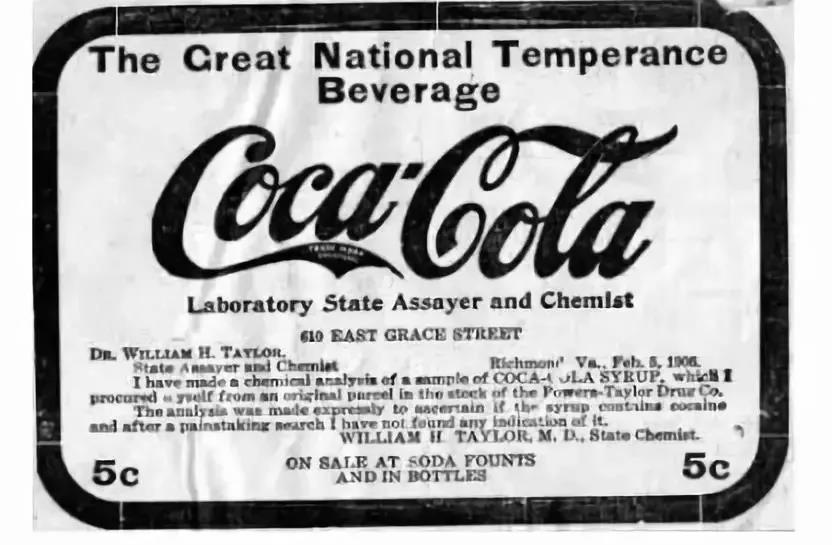 The Great National Temperance
Beverage
Coca-Cola
TRADE MARK
Laboratory State Assayer and Chemist
610 EAST GRACE STREET
DR. WILLIAM H. TAYLOR,
State Assayer and Chemist Richmond, Va., Feb. 5, 1906.
I have made a chemical analysis of a sample of COCA-COLA SYRUP, which I
procured myself from an original parcel in the stock of the Powers-Taylor Drug Co.
The analysis was made expressly to ascertain if the syrup contains cocaine
and after a painstaking search I have not found any indication of it.
WILLIAM H. TAYLOR, M. D., State Chemist.
5c ON SALE AT SODA FOUNTS 5c
AND IN BOTTLES